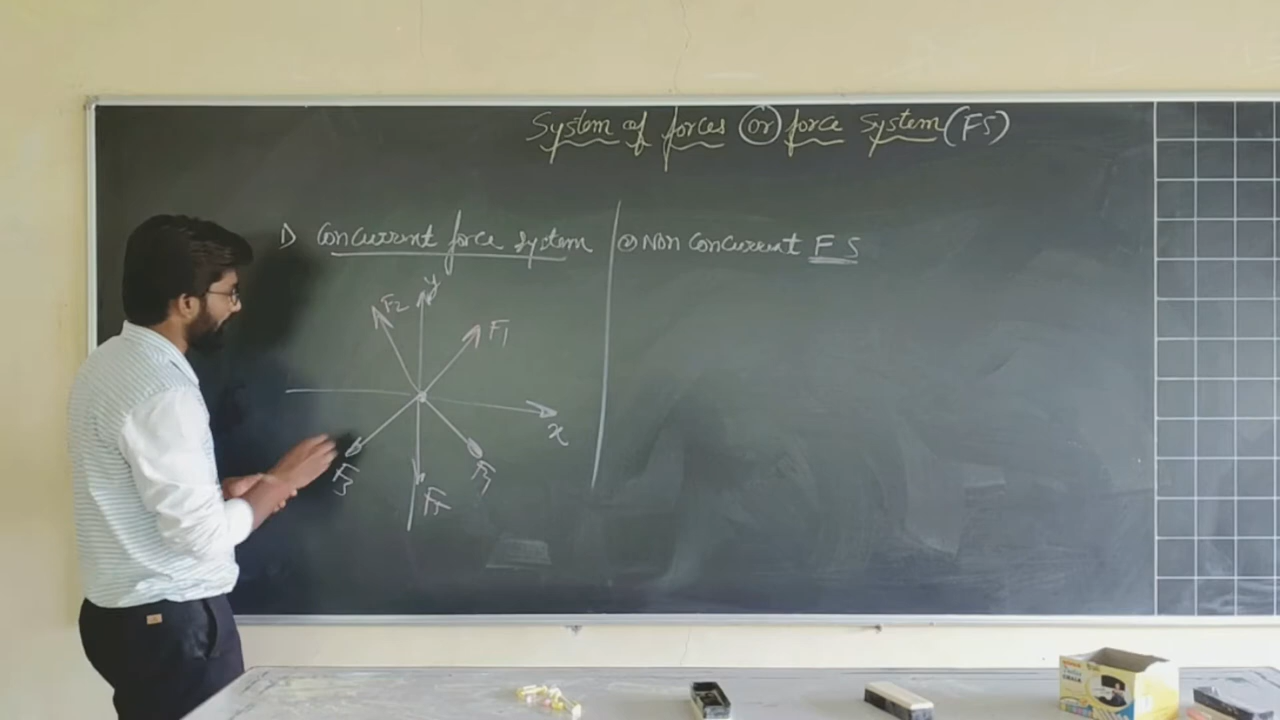 System of forces (or) force System (FS)
1) Concurrent force System
2) Non Concurrent F S
y
F2
F1
x
F3
F4
F5